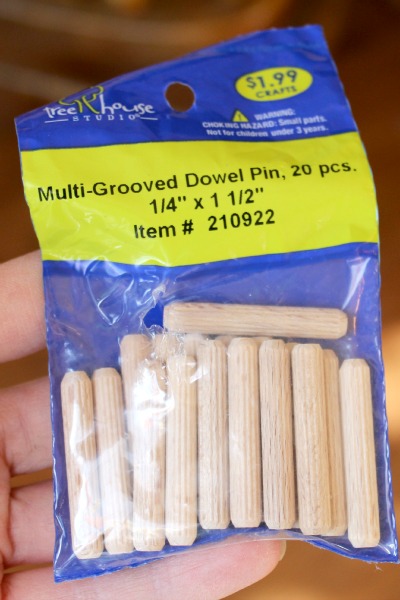 tree house
STUDIO
$1.99
CRAFTS
WARNING:
CHOKING HAZARD: Small parts.
Not for children under 3 years.
Multi-Grooved Dowel Pin, 20 pcs.
1/4" x 1 1/2"
Item # 210922